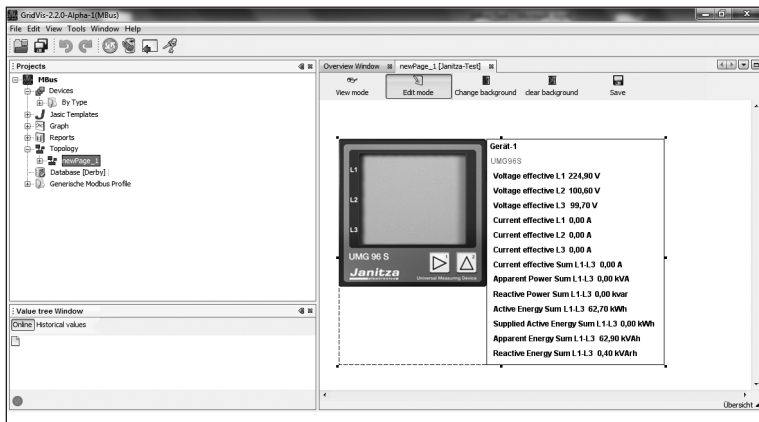 GridVis-2.2.0-Alpha-1(MBus)
File Edit View Tools Window Help
Projects
MBus
Devices
By Type
Jasic Templates
Graph
Reports
Topology
newPage_1
Database [Derby]
Generische Modbus Profile
Value tree Window
Online Historical values
Overview Window newPage_1 [Janitza-Test]
View mode Edit mode Change background clear background Save
L1
L2
L3
UMG 96 S
Janitza
Universal Measuring Device
Gerät-1
UMG96S
Voltage effective L1 224,90 V
Voltage effective L2 100,60 V
Voltage effective L3 99,70 V
Current effective L1 0,00 A
Current effective L2 0,00 A
Current effective L3 0,00 A
Current effective Sum L1-L3 0,00 A
Apparent Power Sum L1-L3 0,00 kVA
Reactive Power Sum L1-L3 0,00 kvar
Active Energy Sum L1-L3 62,70 kWh
Supplied Active Energy Sum L1-L3 0,00 kWh
Apparent Energy Sum L1-L3 62,90 kVAh
Reactive Energy Sum L1-L3 0,40 kVArh
Übersicht